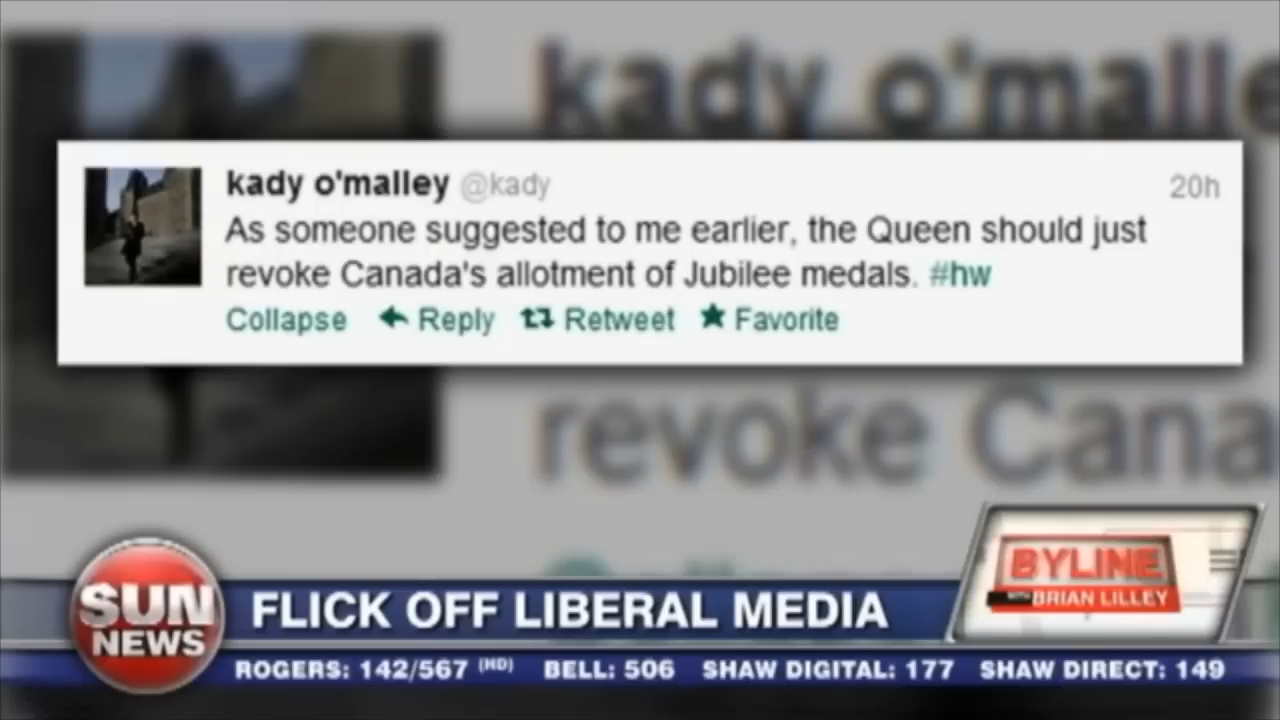 kady o'malle
kady o'malley @kady 20h
As someone suggested to me earlier, the Queen should just
revoke Canada's allotment of Jubilee medals. #hw
Collapse Reply Retweet Favorite
revoke Cana
BYLINE
WITH BRIAN LILLEY
SUN
NEWS
FLICK OFF LIBERAL MEDIA
ROGERS: 142/567 (HD) BELL: 506 SHAW DIGITAL: 177 SHAW DIRECT: 149